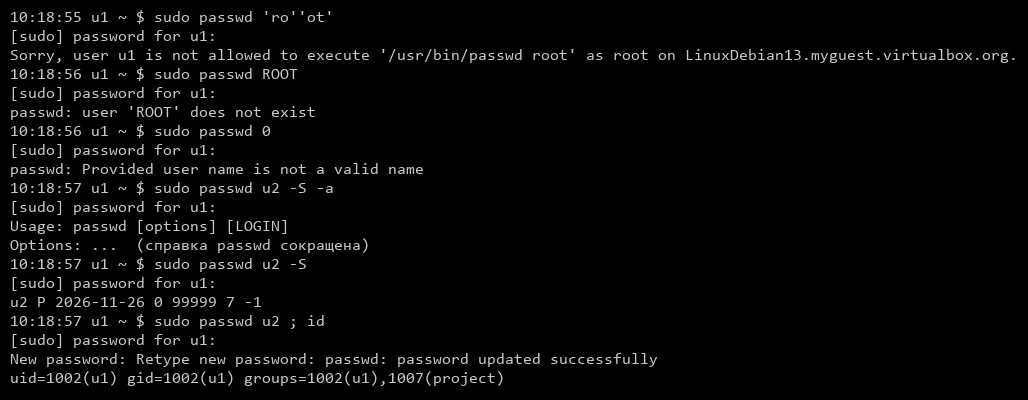 10:18:55 u1 ~ $ sudo passwd 'ro''ot'
[sudo] password for u1:
Sorry, user u1 is not allowed to execute '/usr/bin/passwd root' as root on LinuxDebian13.myguest.virtualbox.org.
10:18:56 u1 ~ $ sudo passwd ROOT
[sudo] password for u1:
passwd: user 'ROOT' does not exist
10:18:56 u1 ~ $ sudo passwd 0
[sudo] password for u1:
passwd: Provided user name is not a valid name
10:18:57 u1 ~ $ sudo passwd u2 -S -a
[sudo] password for u1:
Usage: passwd [options] [LOGIN]
Options: ...  (справка passwd сокращена)
10:18:57 u1 ~ $ sudo passwd u2 -S
[sudo] password for u1:
u2 P 2026-11-26 0 99999 7 -1
10:18:57 u1 ~ $ sudo passwd u2 ; id
[sudo] password for u1:
New password: Retype new password: passwd: password updated successfully
uid=1002(u1) gid=1002(u1) groups=1002(u1),1007(project)